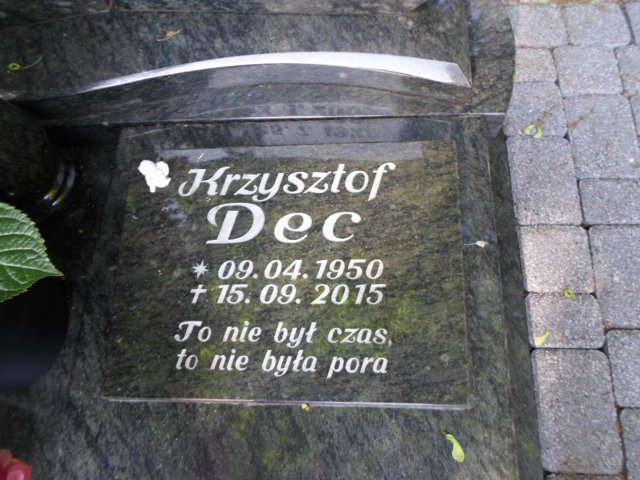 Krzysztof
Dec
* 09.04.1950
✝ 15.09.2015
To nie był czas,
to nie była pora